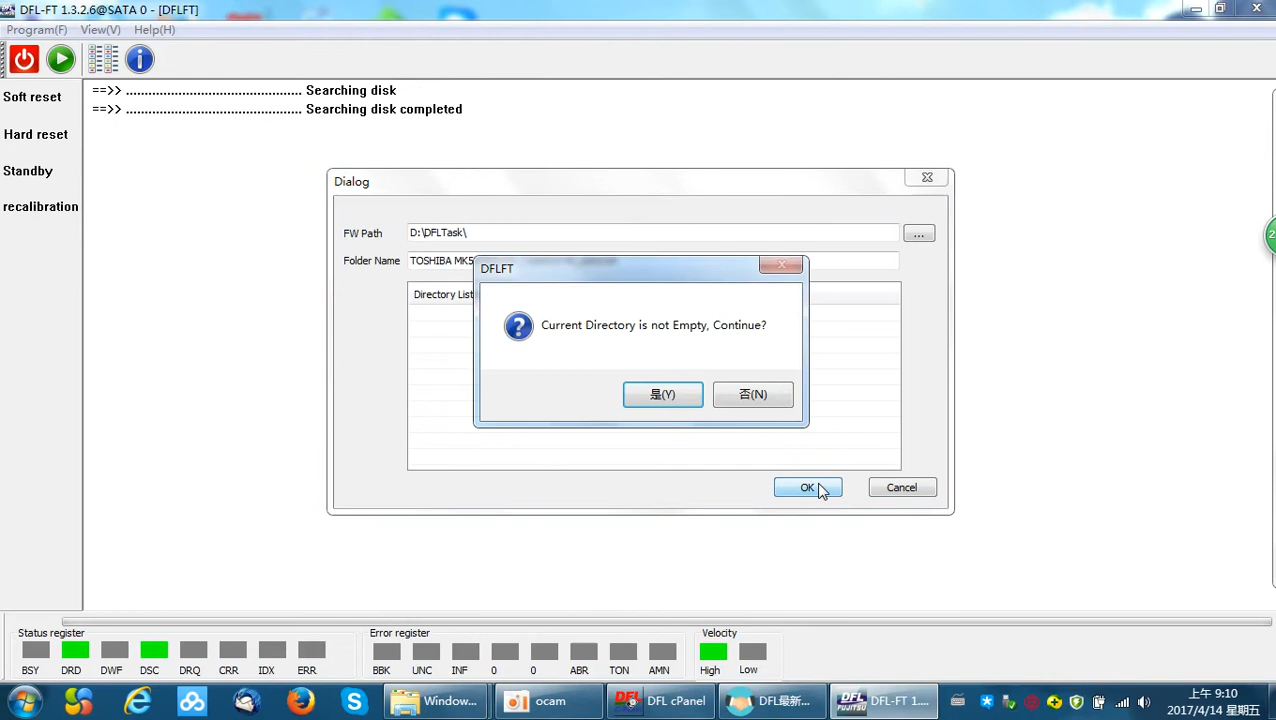 DFL-FT 1.3.2.6@SATA 0 - [DFLFT]
Program(F) View(V) Help(H)
Soft reset
Hard reset
Standby
recalibration
==>> ............................................... Searching disk
==>> ............................................... Searching disk completed
Dialog
FW Path D:\DFLTask\ ...
Folder Name TOSHIBA MK5
Directory List
DFLFT
Current Directory is not Empty, Continue?
是(Y) 否(N)
OK Cancel
Status register Error register Velocity
BSY DRD DWF DSC DRQ CRR IDX ERR BBK UNC INF 0 0 ABR TON AMN High Low
Window... ocam DFL DFL cPanel DFL最新... DFL FUJITSU DFL-FT 1....
上午 9:10
2017/4/14 星期五